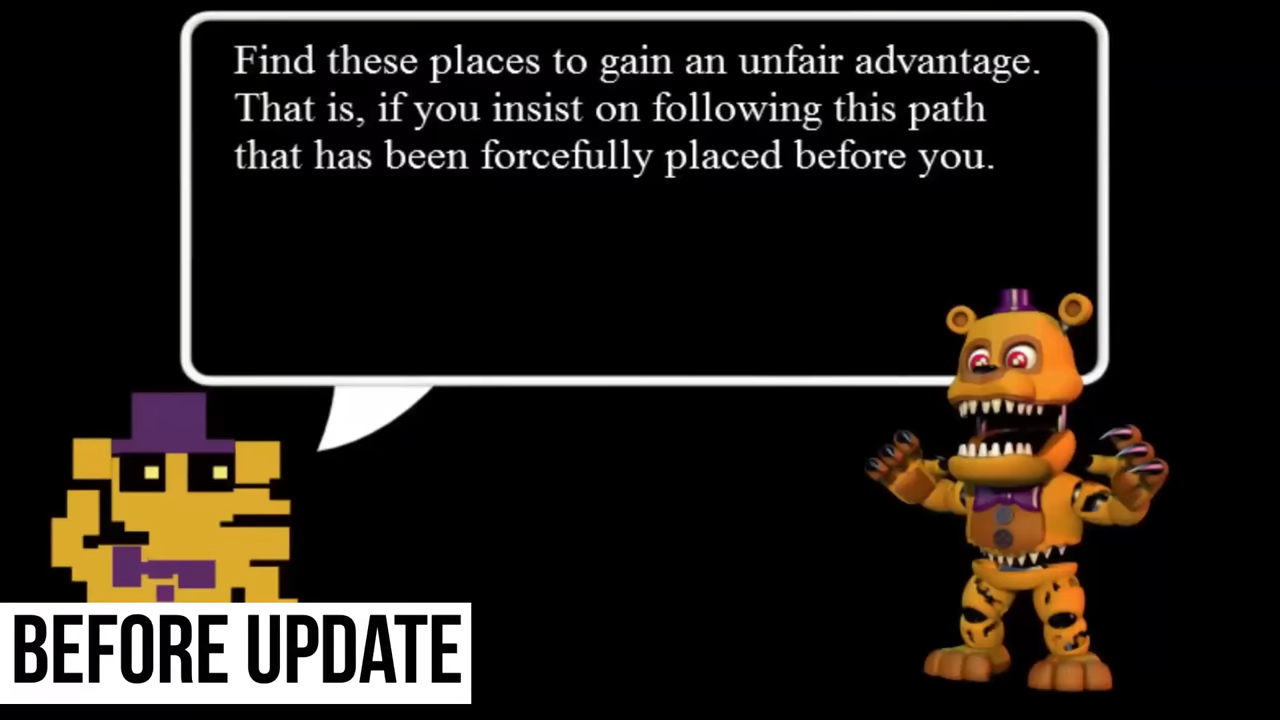 Find these places to gain an unfair advantage.
That is, if you insist on following this path
that has been forcefully placed before you.
BEFORE UPDATE